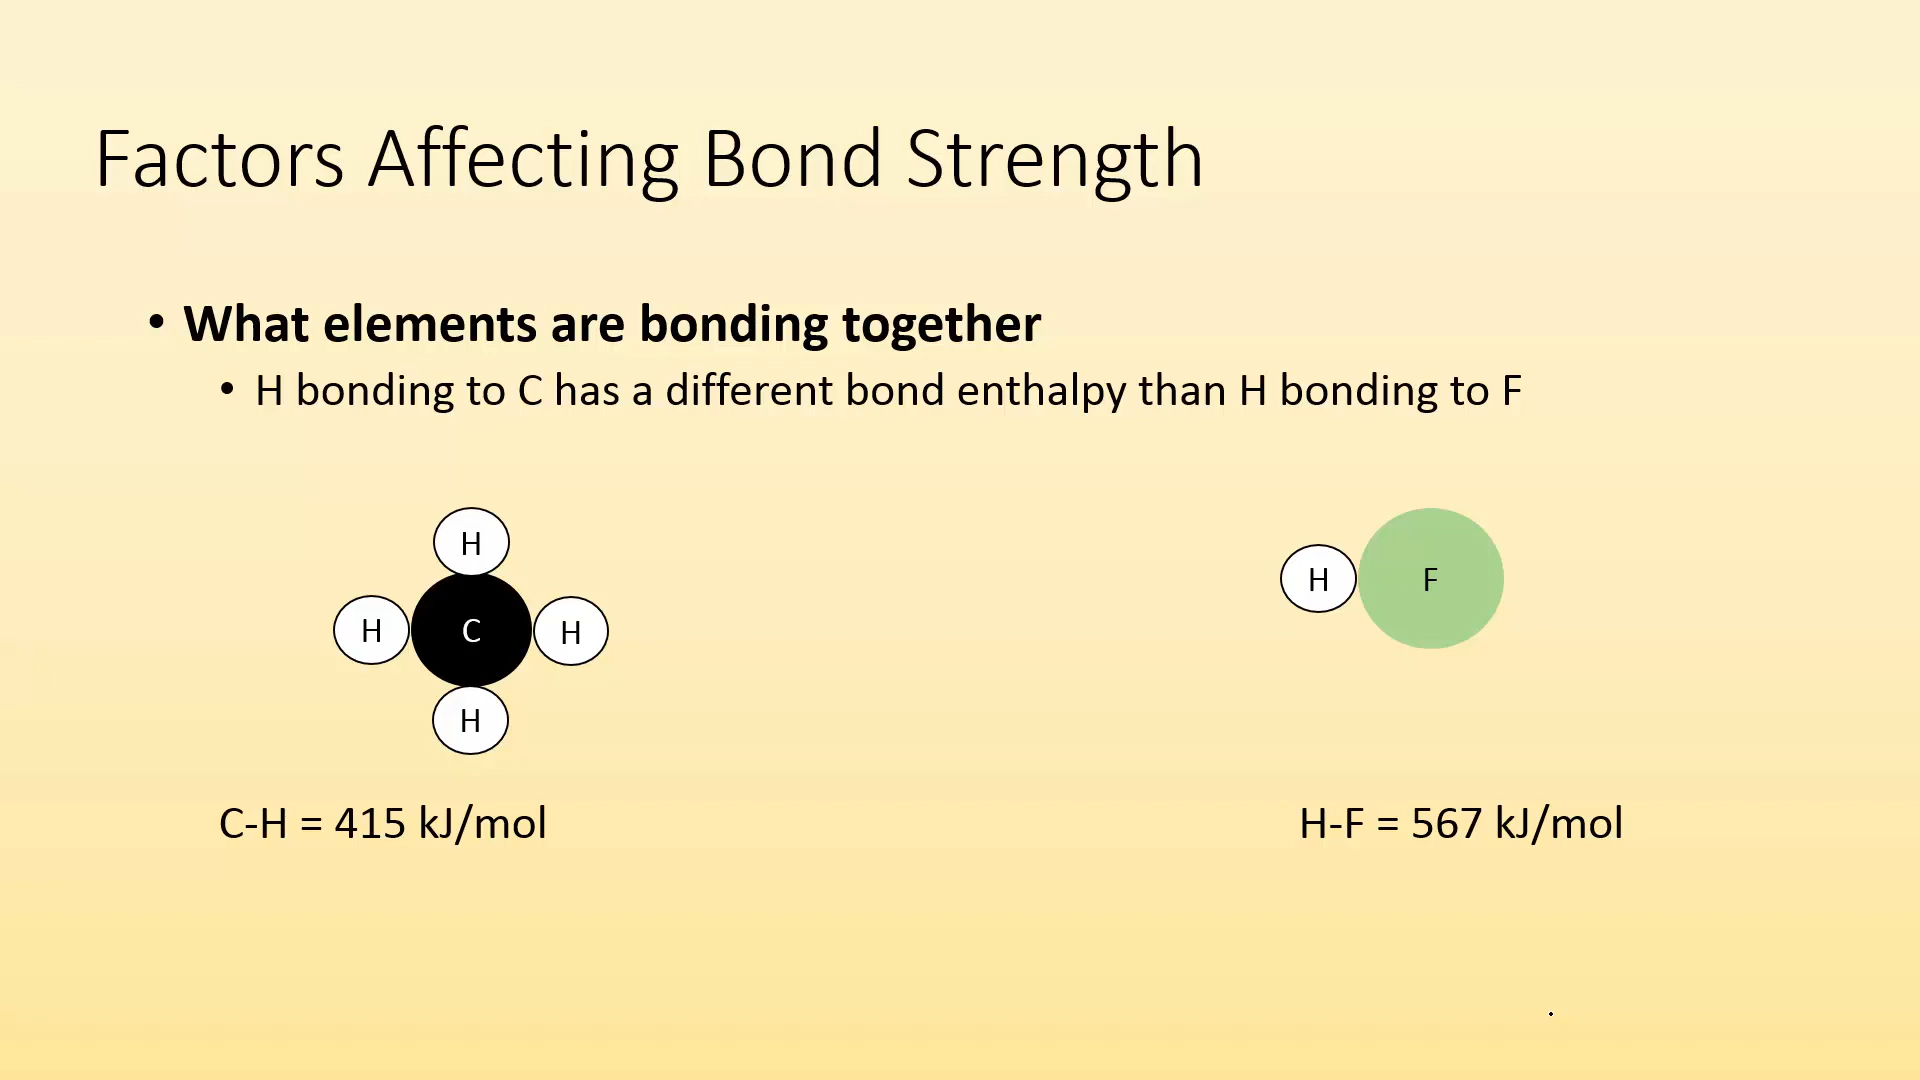 Factors Affecting Bond Strength
• What elements are bonding together
• H bonding to C has a different bond enthalpy than H bonding to F
H
H C H
H
H F
C-H = 415 kJ/mol
H-F = 567 kJ/mol